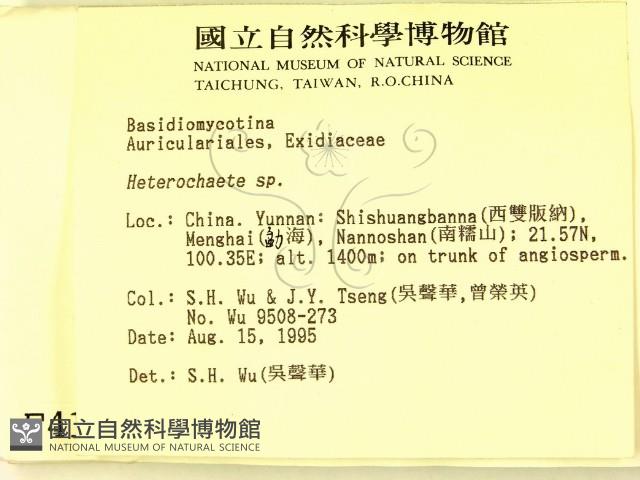 國立自然科學博物館
NATIONAL MUSEUM OF NATURAL SCIENCE
TAICHUNG, TAIWAN, R.O.CHINA
Basidiomycotina
Auriculariales, Exidiaceae
Heterochaete sp.
Loc.: China. Yunnan: Shishuangbanna(西雙版納),
Menghai(勐海), Nannoshan(南糯山); 21.57N,
100.35E; alt. 1400m; on trunk of angiosperm.
Col.: S.H. Wu & J.Y. Tseng(吳聲華,曾榮英)
No. Wu 9508-273
Date: Aug. 15, 1995
Det.: S.H. Wu(吳聲華)
國立自然科學博物館
NATIONAL MUSEUM OF NATURAL SCIENCE